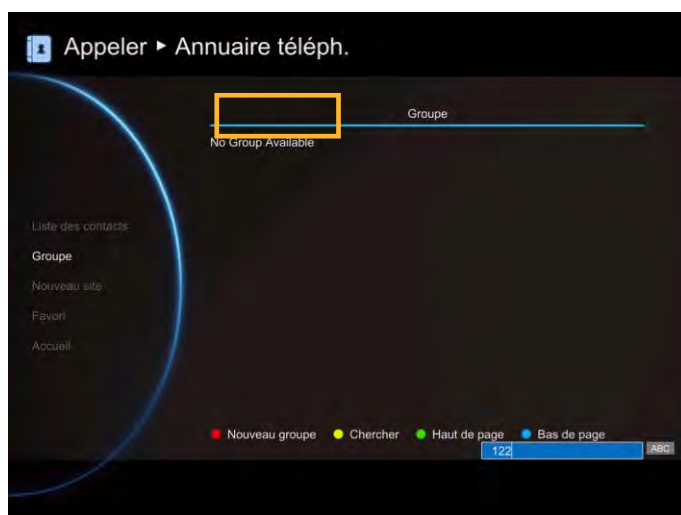 Appeler ► Annuaire téléph.
Groupe
No Group Available
Liste des contacts
Groupe
Nouveau site
Favori
Accueil
Nouveau groupe Chercher Haut de page Bas de page
122 ABC